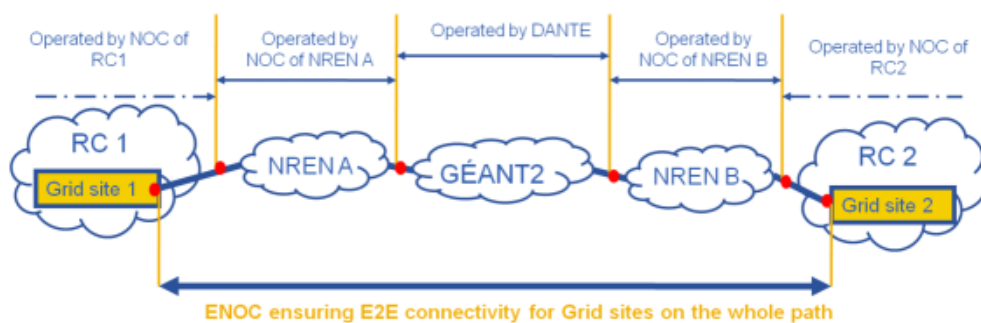 Operated by NOC of
RC1
Operated by
NOC of NREN A
Operated by DANTE
Operated by
NOC of NREN B
Operated by NOC of
RC2
RC 1
Grid site 1
NREN A
GÉANT2
NREN B
RC 2
Grid site 2
ENOC ensuring E2E connectivity for Grid sites on the whole path